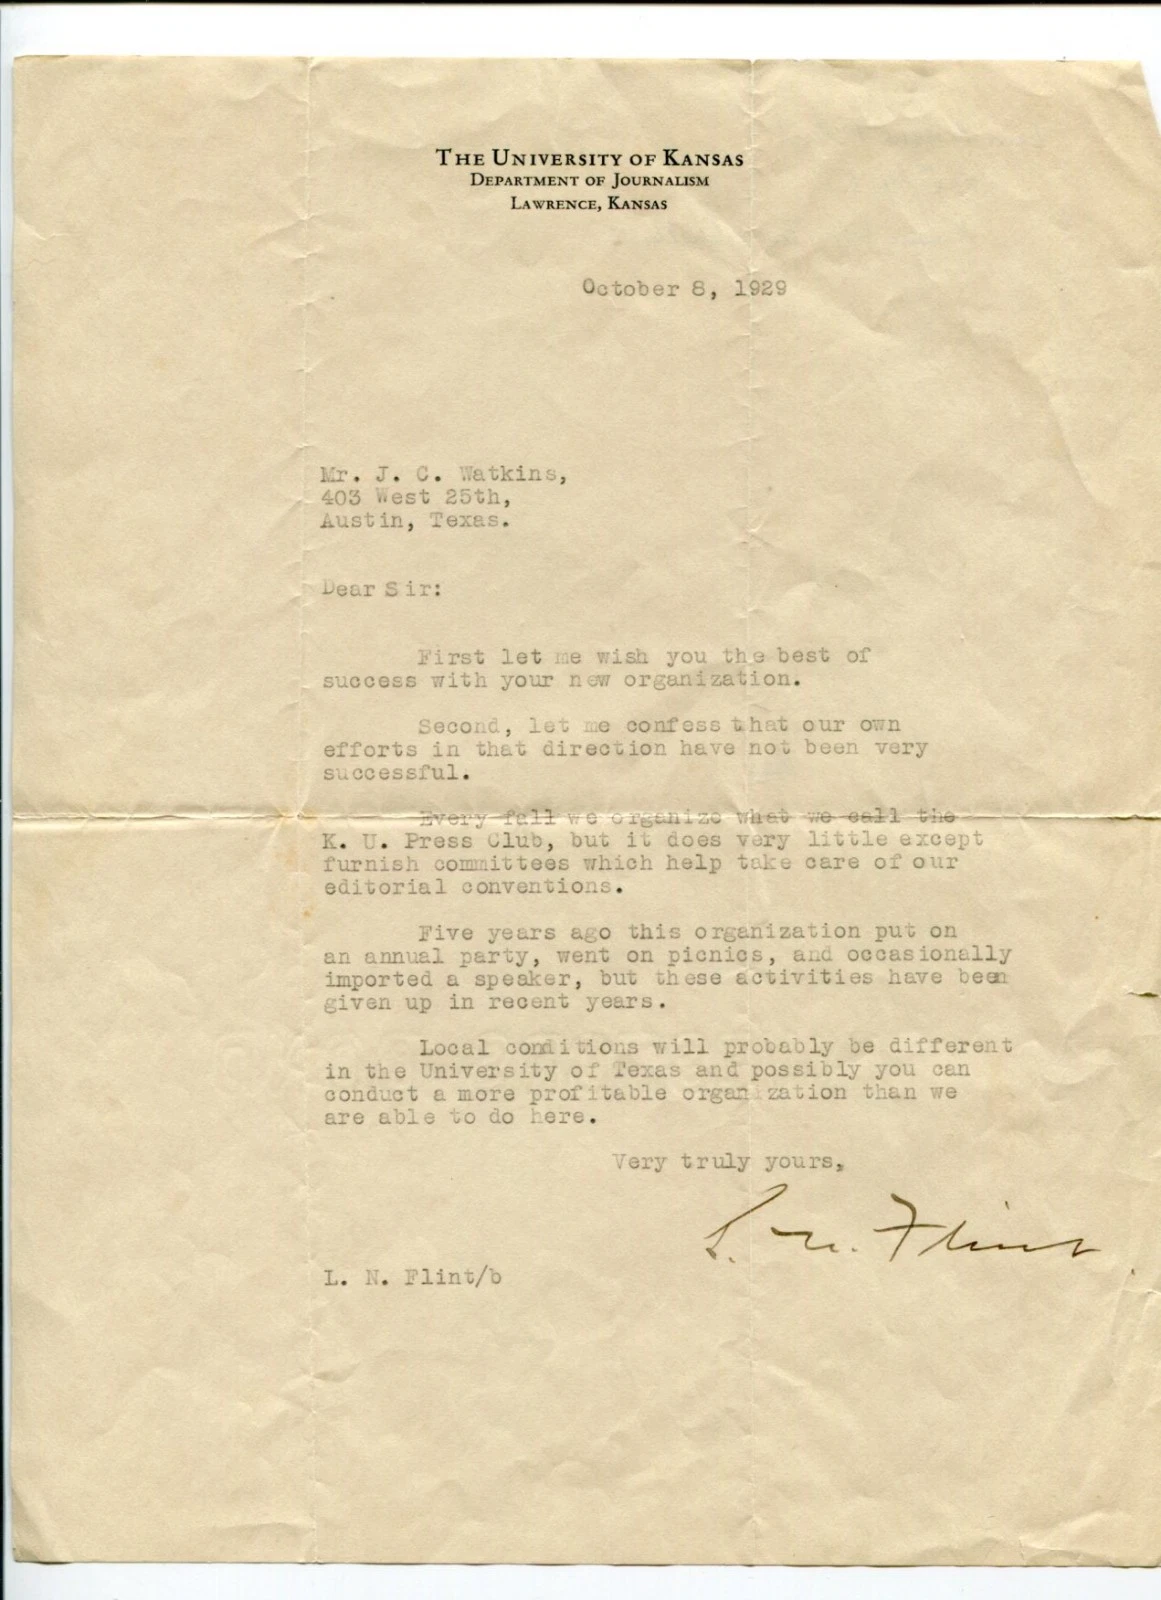 THE UNIVERSITY OF KANSAS
DEPARTMENT OF JOURNALISM
LAWRENCE, KANSAS
October 8, 1929
Mr. J. C. Watkins,
403 West 25th,
Austin, Texas.
Dear Sir:
First let me wish you the best of
success with your new organization.
Second, let me confess that our own
efforts in that direction have not been very
successful.
Every fall we organize what we call the
K. U. Press Club, but it does very little except
furnish committees which help take care of our
editorial conventions.
Five years ago this organization put on
an annual party, went on picnics, and occasionally
imported a speaker, but these activities have been
given up in recent years.
Local conditions will probably be different
in the University of Texas and possibly you can
conduct a more profitable organization than we
are able to do here.
Very truly yours,
L. N. Flint
L. N. Flint/b